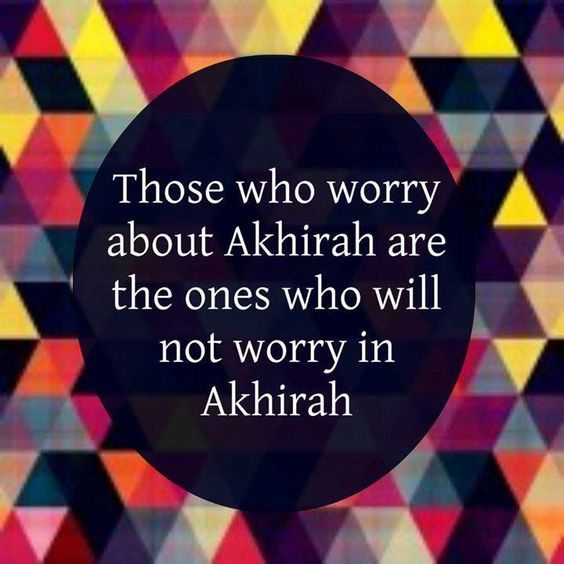 Those who worry
about Akhirah are
the ones who will
not worry in
Akhirah